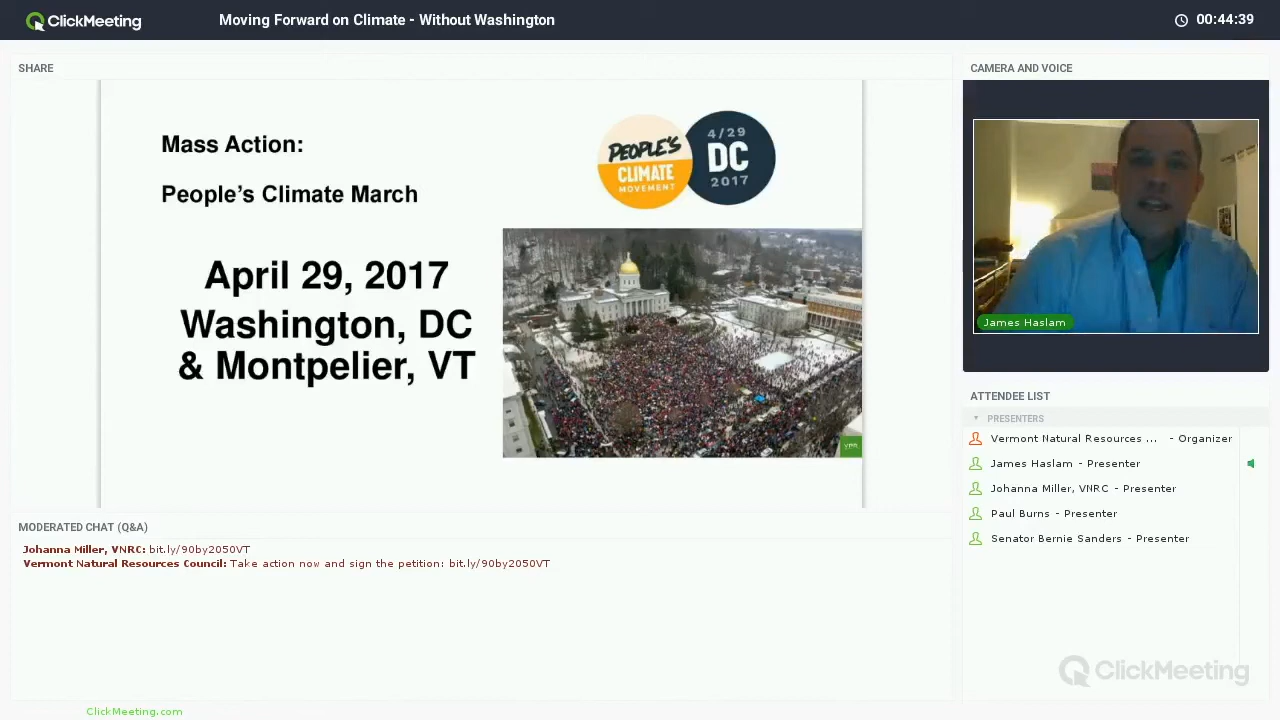 ClickMeeting
Moving Forward on Climate - Without Washington
00:44:39
SHARE
Mass Action:
People's Climate March
April 29, 2017
Washington, DC
& Montpelier, VT
PEOPLE'S
CLIMATE
MOVEMENT
4/29
DC
2017
VPR
MODERATED CHAT (Q&A)
Johanna Miller, VNRC: bit.ly/90by2050VT
Vermont Natural Resources Council: Take action now and sign the petition: bit.ly/90by2050VT
ClickMeeting.com
CAMERA AND VOICE
James Haslam
ATTENDEE LIST
PRESENTERS
Vermont Natural Resources ... - Organizer
James Haslam - Presenter
Johanna Miller, VNRC - Presenter
Paul Burns - Presenter
Senator Bernie Sanders - Presenter
ClickMeeting